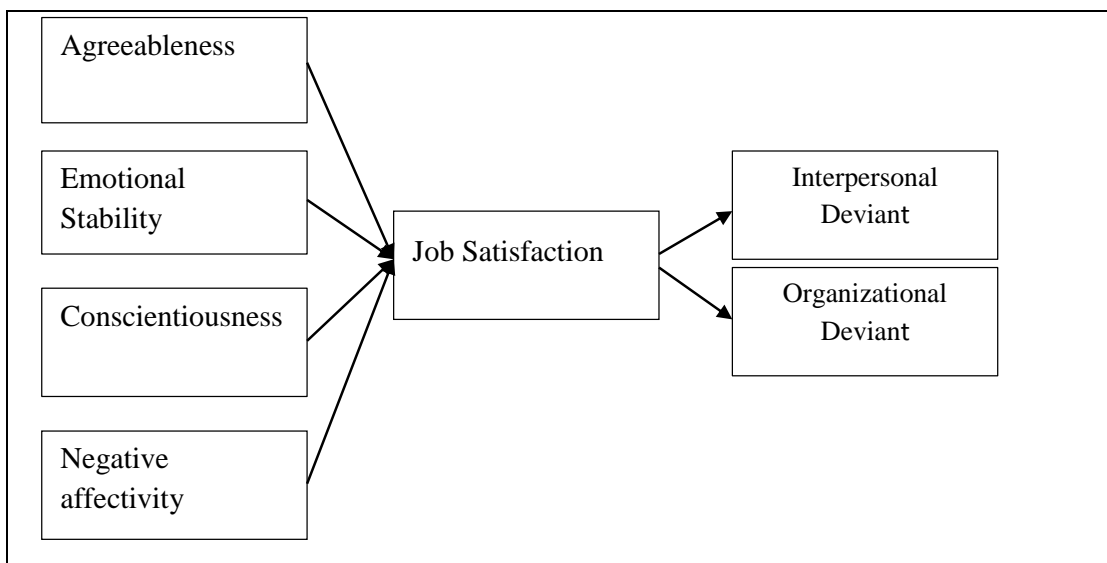 Agreeableness
Emotional
Stability
Conscientiousness
Negative
affectivity
Job Satisfaction
Interpersonal
Deviant
Organizational
Deviant